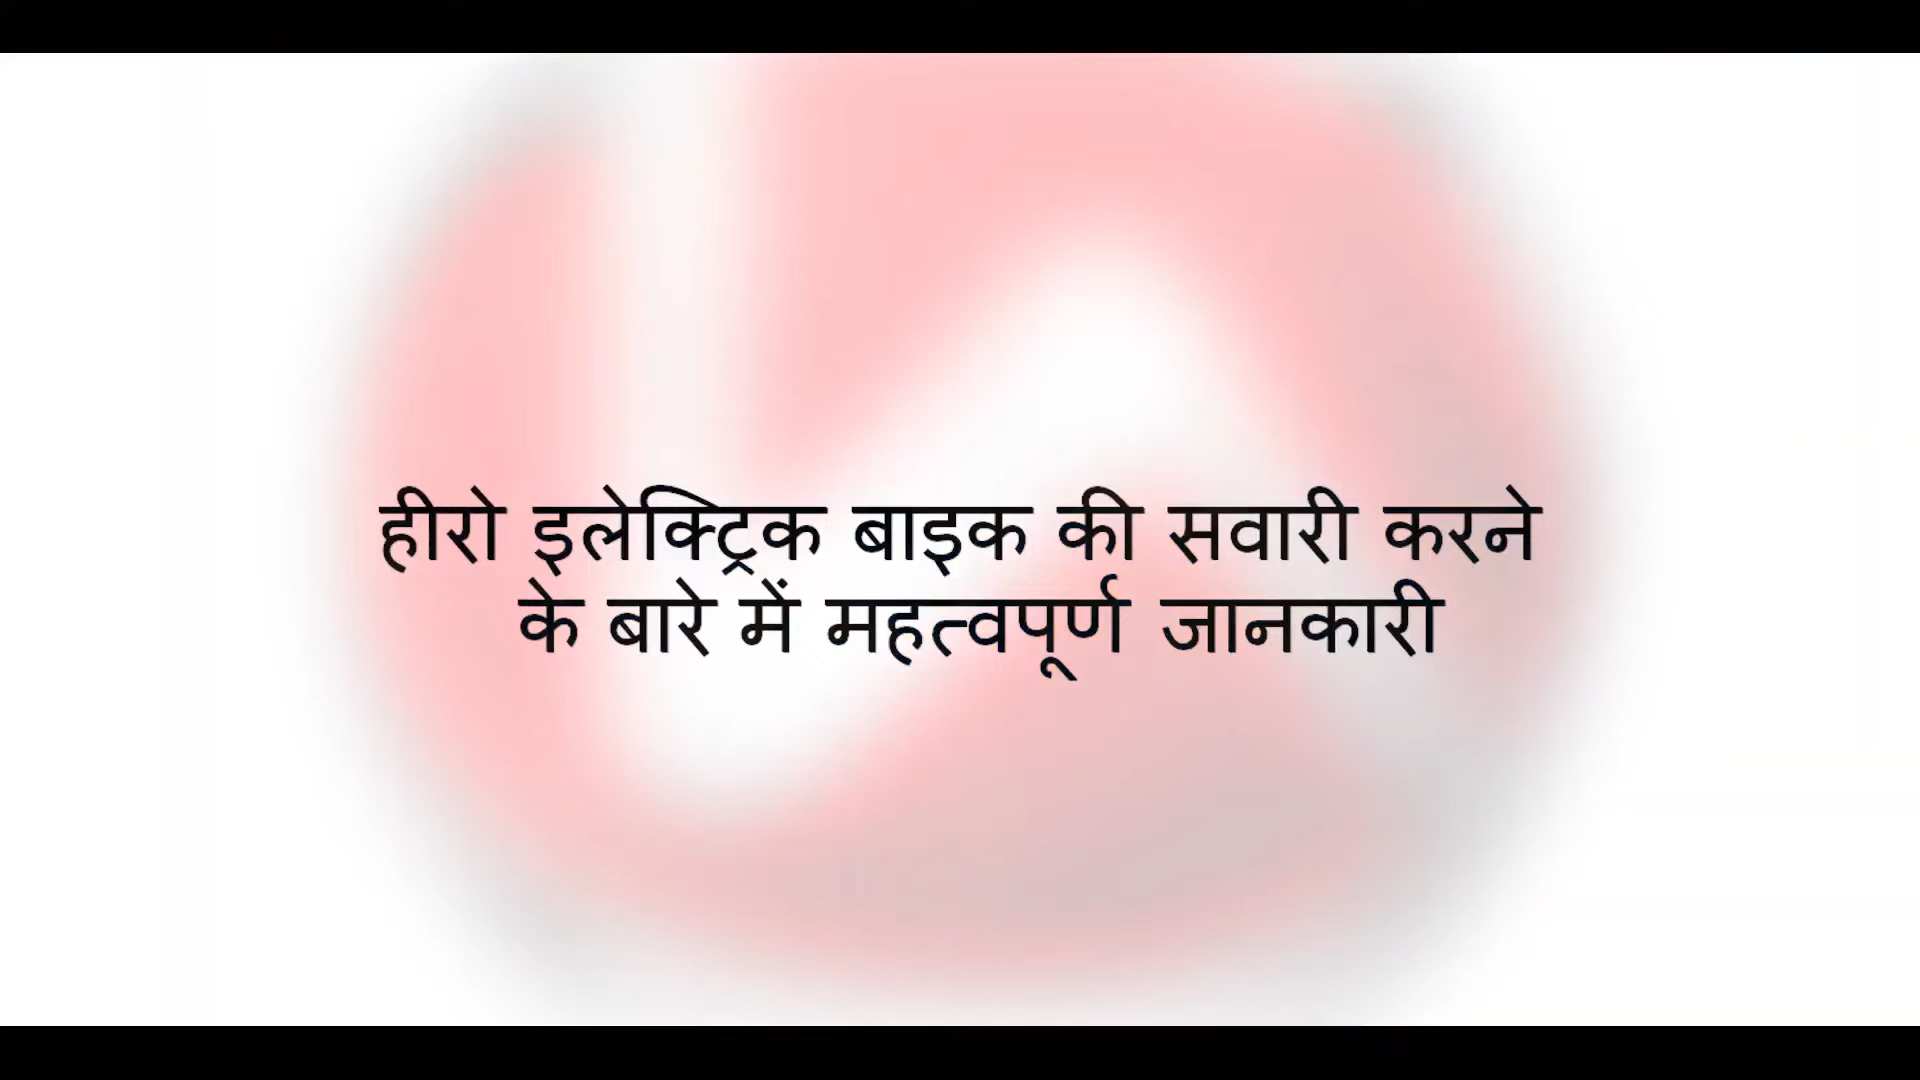 हीरो इलेक्ट्रिक बाइक की सवारी करने
के बारे में महत्वपूर्ण जानकारी